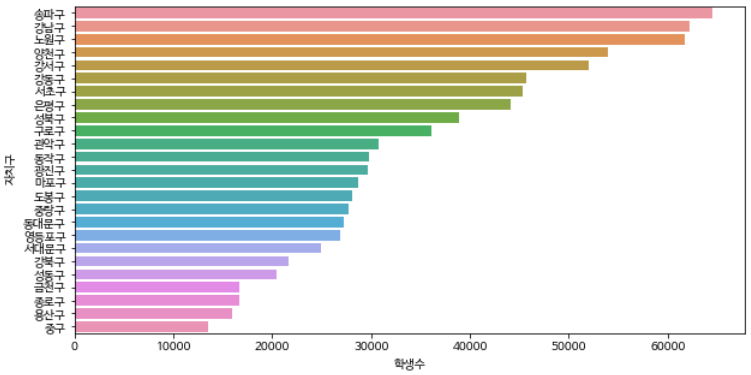 송파구
강남구
노원구
양천구
강서구
강동구
서초구
은평구
성북구
구로구
관악구
동작구
광진구
마포구
도봉구
중랑구
동대문구
영등포구
서대문구
강북구
성동구
금천구
종로구
용산구
중구
자치구
0 10000 20000 30000 40000 50000 60000
학생수